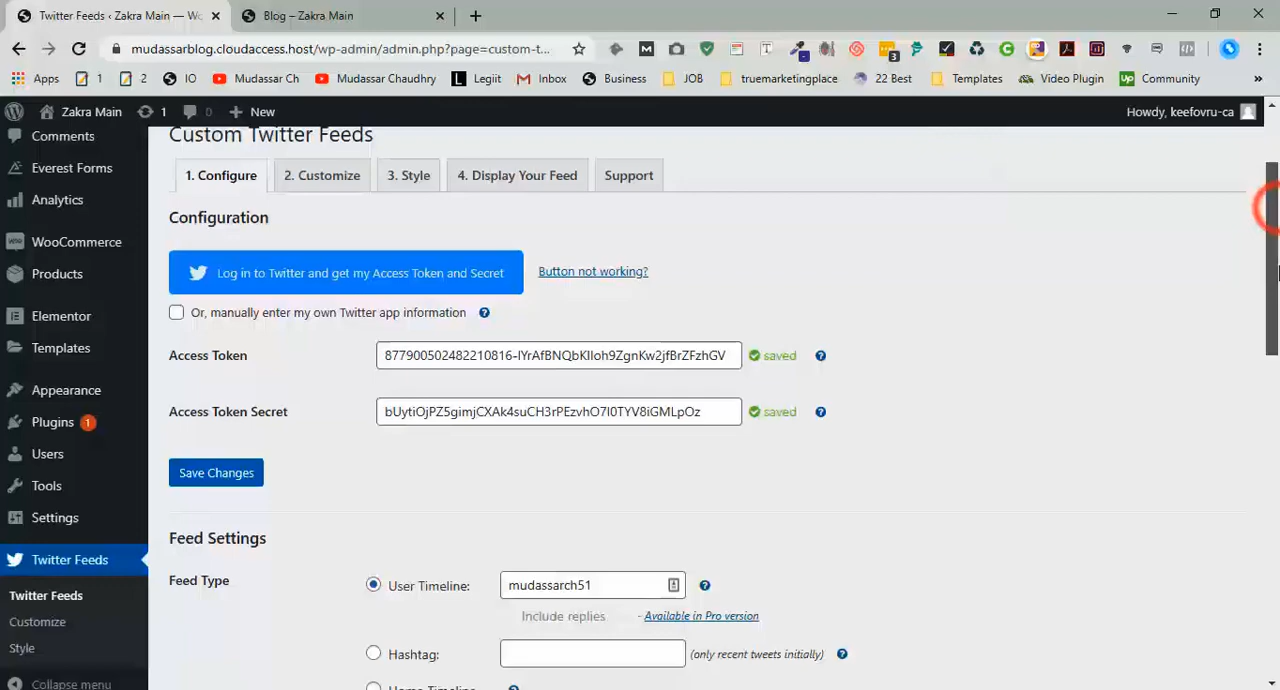 Twitter Feeds ‹ Zakra Main — Wo
Blog – Zakra Main
mudassarblog.cloudaccess.host/wp-admin/admin.php?page=custom-t...
Apps
1
2
IO
Mudassar Ch
Mudassar Chaudhry
Legiit
Inbox
Business
JOB
truemarketplace
22 Best
Templates
Video Plugin
Community
Zakra Main
1
0
New
Howdy, keefovru-ca
Comments
Everest Forms
Analytics
WooCommerce
Products
Elementor
Templates
Appearance
Plugins 1
Users
Tools
Settings
Twitter Feeds
Twitter Feeds
Customize
Style
Collapse menu
Custom Twitter Feeds
1. Configure
2. Customize
3. Style
4. Display Your Feed
Support
Configuration
Log in to Twitter and get my Access Token and Secret
Button not working?
Or, manually enter my own Twitter app information
Access Token
877900502482210816-IYrAfBNQbKIIoh9ZgnKw2jfBrZFzhGV
saved
Access Token Secret
bUytiOjPZ5gimjCXAk4suCH3rPEzvhO7I0TYV8iGMLpOz
saved
Save Changes
Feed Settings
Feed Type
User Timeline:
mudassarch51
Include replies - Available in Pro version
Hashtag:
(only recent tweets initially)
Home Timeline